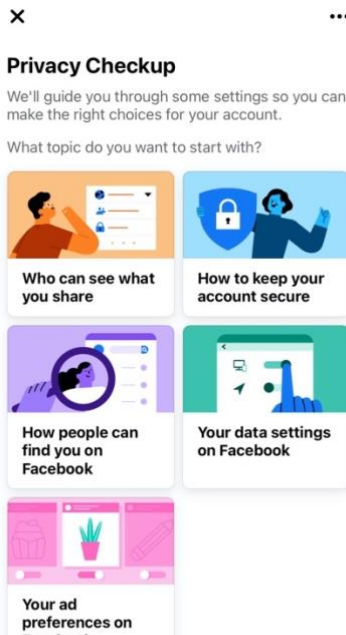 Privacy Checkup
We'll guide you through some settings so you can
make the right choices for your account.
What topic do you want to start with?
Who can see what
you share
How to keep your
account secure
How people can
find you on
Facebook
Your data settings
on Facebook
Your ad
preferences on